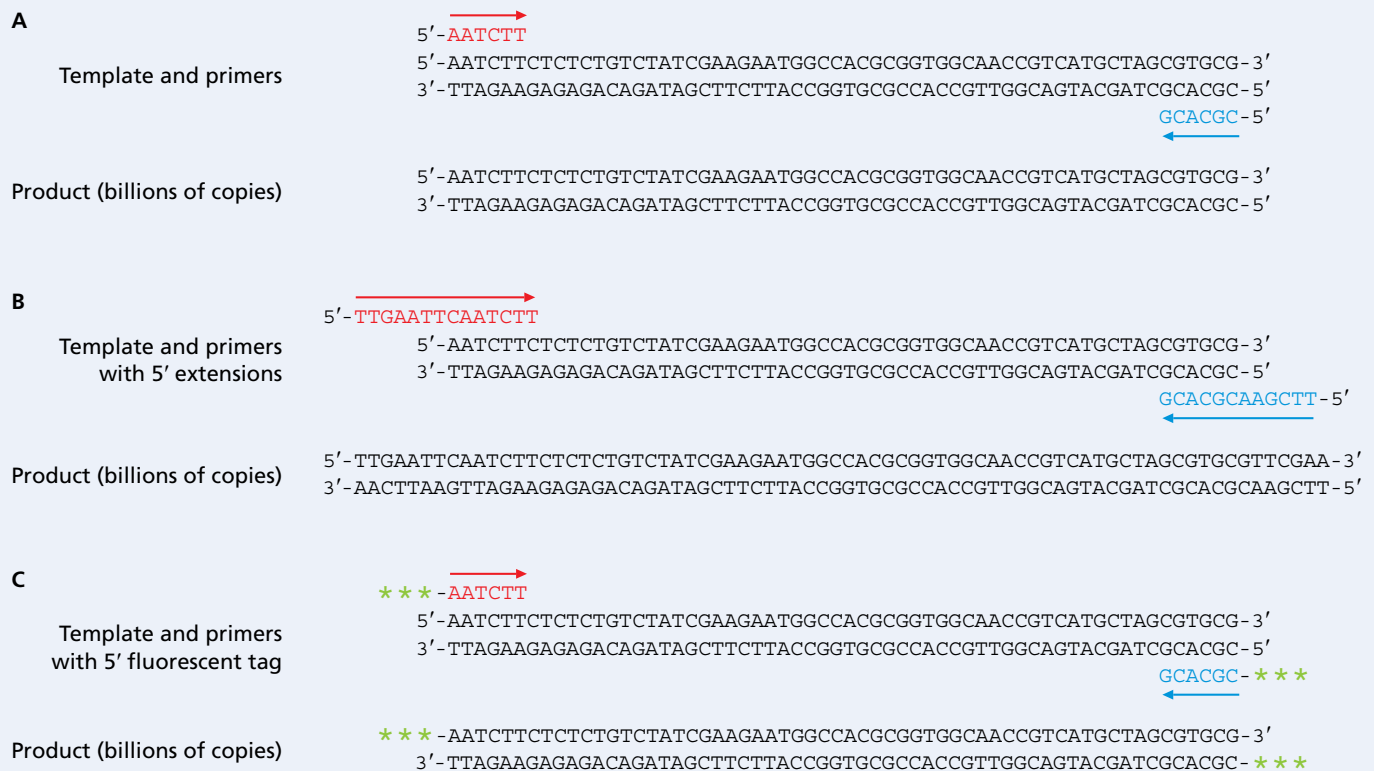 A
5′-AATCTT
Template and primers
5′-AATCTTCTCTCTGTCTATCGAAGAATGGCCACGCGGTGGCAACCGTCATGCTAGCGTGCG-3′
3′-TTAGAAGAGAGACAGATAGCTTCTTACCGGTGCGCCACCGTTGGCAGTACGATCGCACGC-5′
GCACGC-5′
Product (billions of copies)
5′-AATCTTCTCTCTGTCTATCGAAGAATGGCCACGCGGTGGCAACCGTCATGCTAGCGTGCG-3′
3′-TTAGAAGAGAGACAGATAGCTTCTTACCGGTGCGCCACCGTTGGCAGTACGATCGCACGC-5′
B
5′-TTGAATTCAATCTT
Template and primers
with 5′ extensions
5′-AATCTTCTCTCTGTCTATCGAAGAATGGCCACGCGGTGGCAACCGTCATGCTAGCGTGCG-3′
3′-TTAGAAGAGAGACAGATAGCTTCTTACCGGTGCGCCACCGTTGGCAGTACGATCGCACGC-5′
GCACGCAAGCTT-5′
Product (billions of copies)
5′-TTGAATTCAATCTTCTCTCTGTCTATCGAAGAATGGCCACGCGGTGGCAACCGTCATGCTAGCGTGCGTTCGAA-3′
3′-AACTTAAGTTAGAAGAGAGACAGATAGCTTCTTACCGGTGCGCCACCGTTGGCAGTACGATCGCACGCAAGCTT-5′
C
***-AATCTT
Template and primers
with 5′ fluorescent tag
5′-AATCTTCTCTCTGTCTATCGAAGAATGGCCACGCGGTGGCAACCGTCATGCTAGCGTGCG-3′
3′-TTAGAAGAGAGACAGATAGCTTCTTACCGGTGCGCCACCGTTGGCAGTACGATCGCACGC-5′
GCACGC-***
Product (billions of copies)
***-AATCTTCTCTCTGTCTATCGAAGAATGGCCACGCGGTGGCAACCGTCATGCTAGCGTGCG-3′
3′-TTAGAAGAGAGACAGATAGCTTCTTACCGGTGCGCCACCGTTGGCAGTACGATCGCACGC-***